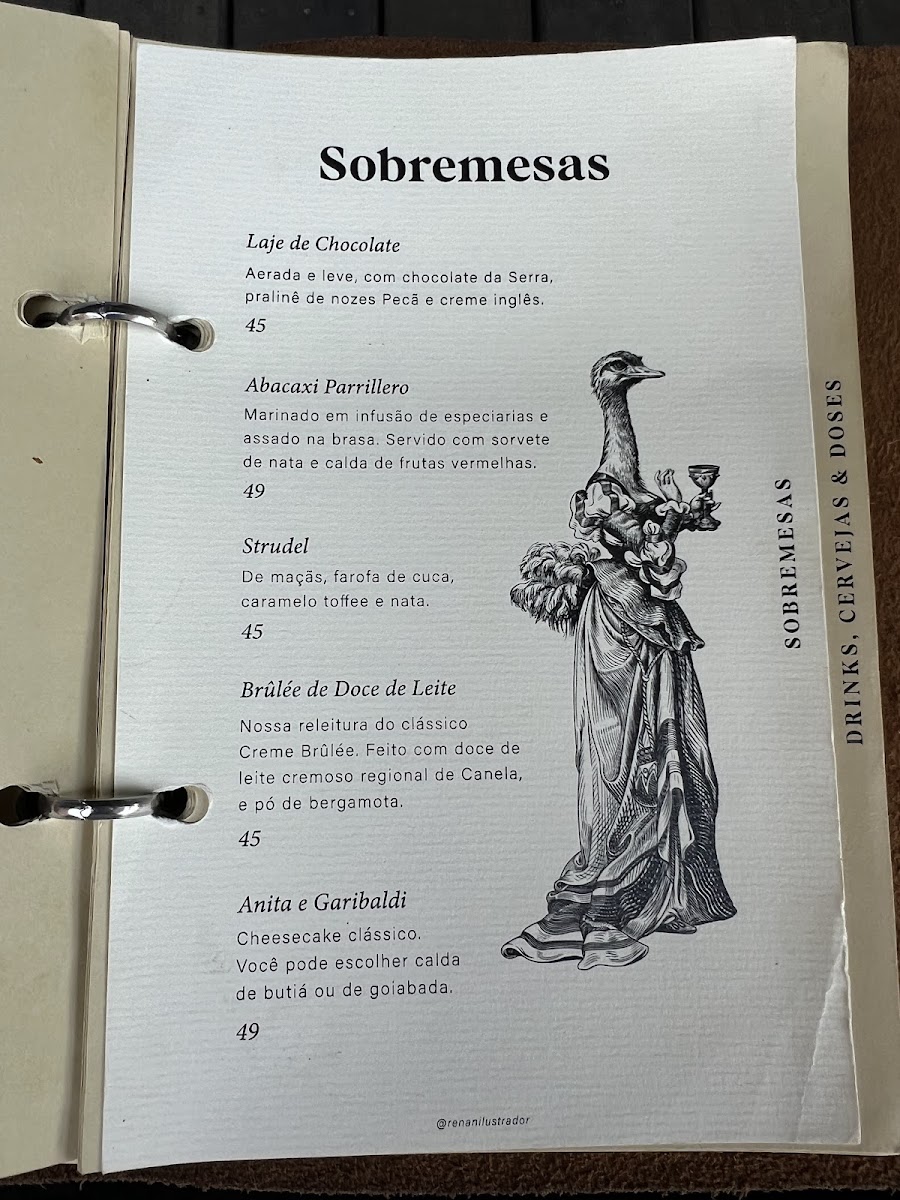 Sobremesas
Laje de Chocolate
Aerada e leve, com chocolate da Serra,
pralinê de nozes Pecã e creme inglês.
45
Abacaxi Parrillero
Marinado em infusão de especiarias e
assado na brasa. Servido com sorvete
de nata e calda de frutas vermelhas.
49
Strudel
De maçãs, farofa de cuca,
caramelo toffee e nata.
45
Brûlée de Doce de Leite
Nossa releitura do clássico
Creme Brûlée. Feito com doce de
leite cremoso regional de Canela,
e pó de bergamota.
45
Anita e Garibaldi
Cheesecake clássico.
Você pode escolher calda
de butiá ou de goiabada.
49
@renanilustrador
SOBREMESAS
DRINKS, CERVEJAS & DOSES